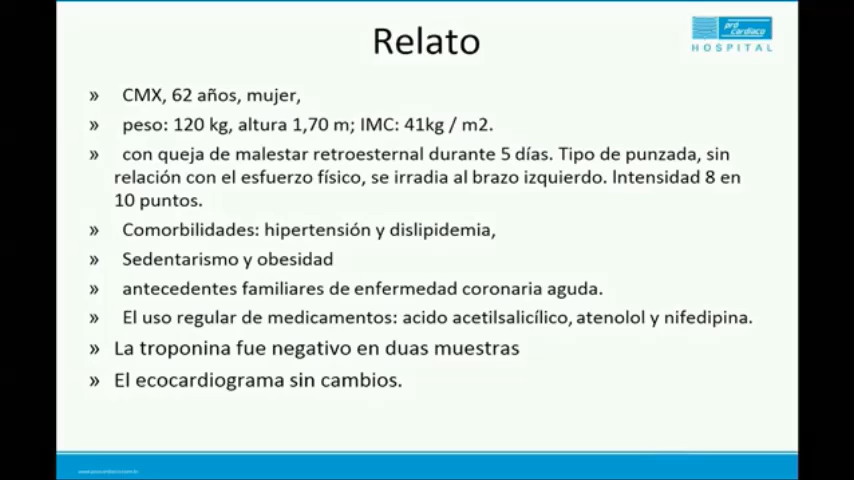 Relato
pró
cardíaco
HOSPITAL
» CMX, 62 años, mujer,
» peso: 120 kg, altura 1,70 m; IMC: 41kg / m2.
» con queja de malestar retroesternal durante 5 días. Tipo de punzada, sin
relación con el esfuerzo físico, se irradia al brazo izquierdo. Intensidad 8 en
10 puntos.
» Comorbilidades: hipertensión y dislipidemia,
» Sedentarismo y obesidad
» antecedentes familiares de enfermedad coronaria aguda.
» El uso regular de medicamentos: acido acetilsalicílico, atenolol y nifedipina.
» La troponina fue negativo en duas muestras
» El ecocardiograma sin cambios.